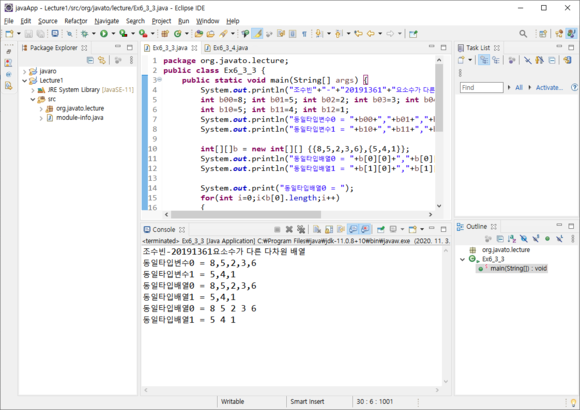 javaApp - Lecture1/src/org/javato/lecture/Ex6_3_3.java - Eclipse IDE
File Edit Source Refactor Navigate Search Project Run Window Help
Package Explorer
javaro
Lecture1
JRE System Library [JavaSE-11]
src
org.javato.lecture
module-info.java
Ex6_3_3.java
Ex6_3_4.java
1 package org.javato.lecture;
2 public class Ex6_3_3 {
3 public static void main(String[] args) {
4 System.out.println("조수빈"+"-"+"20191361"+"요소수가 다른
5 int b00=8; int b01=5; int b02=2; int b03=3; int b0
6 int b10=5; int b11=4; int b12=1;
7 System.out.println("동일타입변수0 = "+b00+","+b01+","+
8 System.out.println("동일타입변수1 = "+b10+","+b11+","+
9
10 int[][]b = new int[][] {{8,5,2,3,6},{5,4,1}};
11 System.out.println("동일타입배열0 = "+b[0][0]+","+b[0]
12 System.out.println("동일타입배열1 = "+b[1][0]+","+b[1]
13
14 System.out.print("동일타입배열0 = ");
15 for(int i=0;i<b[0].length;i++)
16 {
Console
<terminated> Ex6_3_3 [Java Application] C:\Program Files\java\jdk-11.0.8+10\bin\javaw.exe (2020. 11. 3.
조수빈-20191361요소수가 다른 다차원 배열
동일타입변수0 = 8,5,2,3,6
동일타입변수1 = 5,4,1
동일타입배열0 = 8,5,2,3,6
동일타입배열1 = 5,4,1
동일타입배열0 = 8 5 2 3 6
동일타입배열1 = 5 4 1
Task List
Find
All
Activate...
Outline
org.javato.lecture
Ex6_3_3
main(String[]) : void
Writable
Smart Insert
30 : 6 : 1001